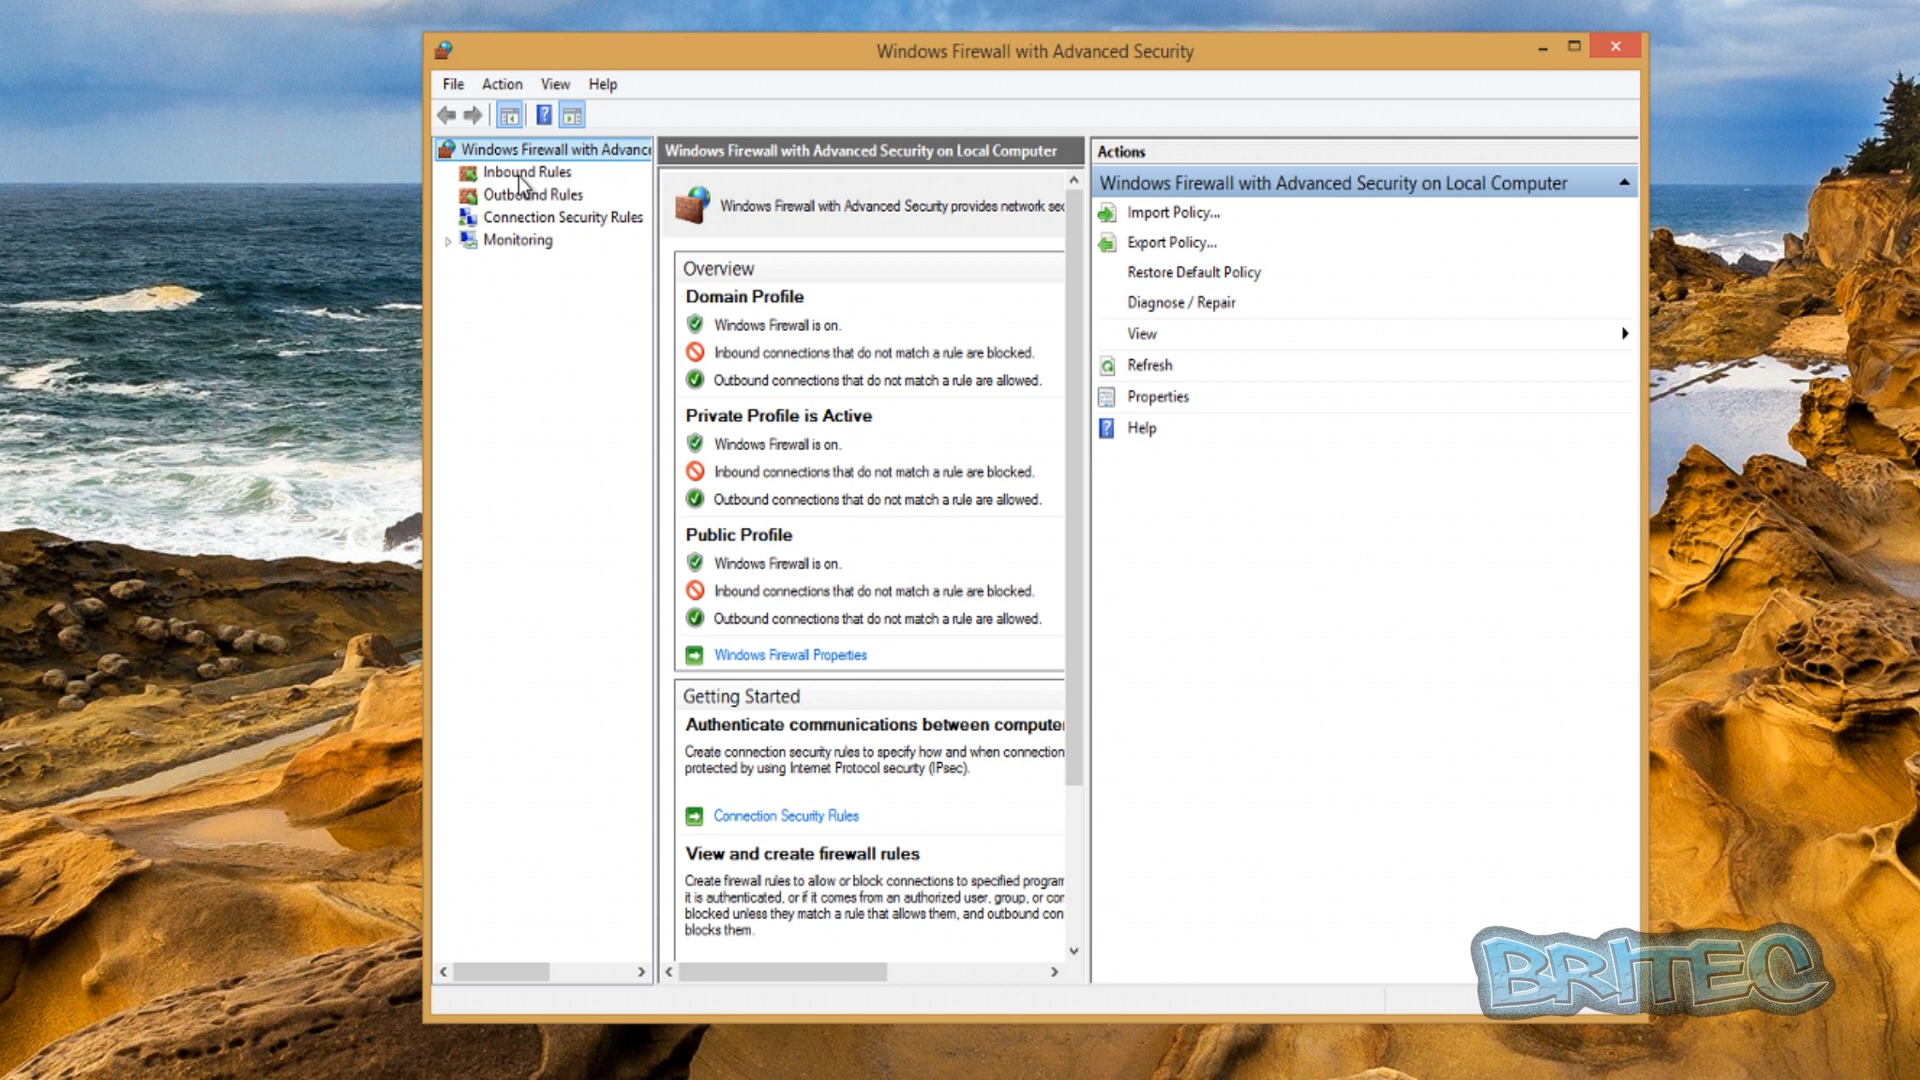 Windows Firewall with Advanced Security
File Action View Help
Windows Firewall with Advance
Inbound Rules
Outbound Rules
Connection Security Rules
Monitoring
Windows Firewall with Advanced Security on Local Computer
Windows Firewall with Advanced Security provides network sec
Overview
Domain Profile
Windows Firewall is on.
Inbound connections that do not match a rule are blocked.
Outbound connections that do not match a rule are allowed.
Private Profile is Active
Windows Firewall is on.
Inbound connections that do not match a rule are blocked.
Outbound connections that do not match a rule are allowed.
Public Profile
Windows Firewall is on.
Inbound connections that do not match a rule are blocked.
Outbound connections that do not match a rule are allowed.
Windows Firewall Properties
Getting Started
Authenticate communications between computer
Create connection security rules to specify how and when connection
protected by using Internet Protocol security (IPsec).
Connection Security Rules
View and create firewall rules
Create firewall rules to allow or block connections to specified program
it is authenticated, or if it comes from an authorized user, group, or com
blocked unless they match a rule that allows them, and outbound con
blocks them.
Actions
Windows Firewall with Advanced Security on Local Computer
Import Policy...
Export Policy...
Restore Default Policy
Diagnose / Repair
View
Refresh
Properties
Help
BRITEC